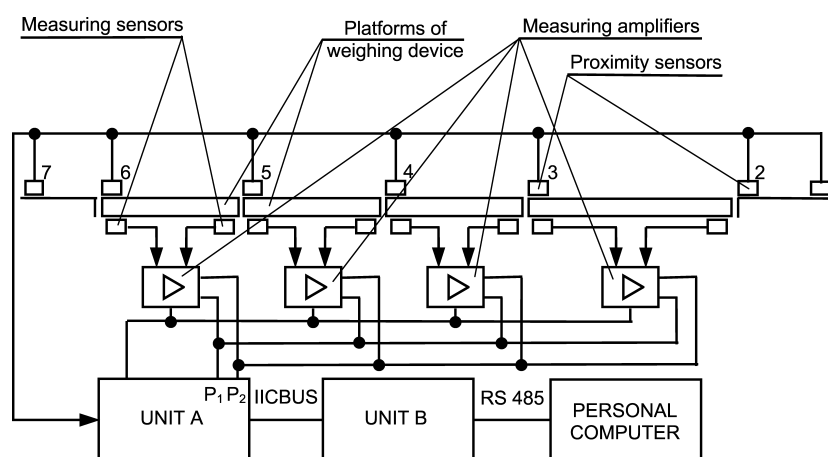 Measuring sensors
Platforms of
weighing device
Measuring amplifiers
Proximity sensors
7 6 5 4 3 2
P1 P2 IICBUS RS 485
UNIT A
UNIT B
PERSONAL
COMPUTER